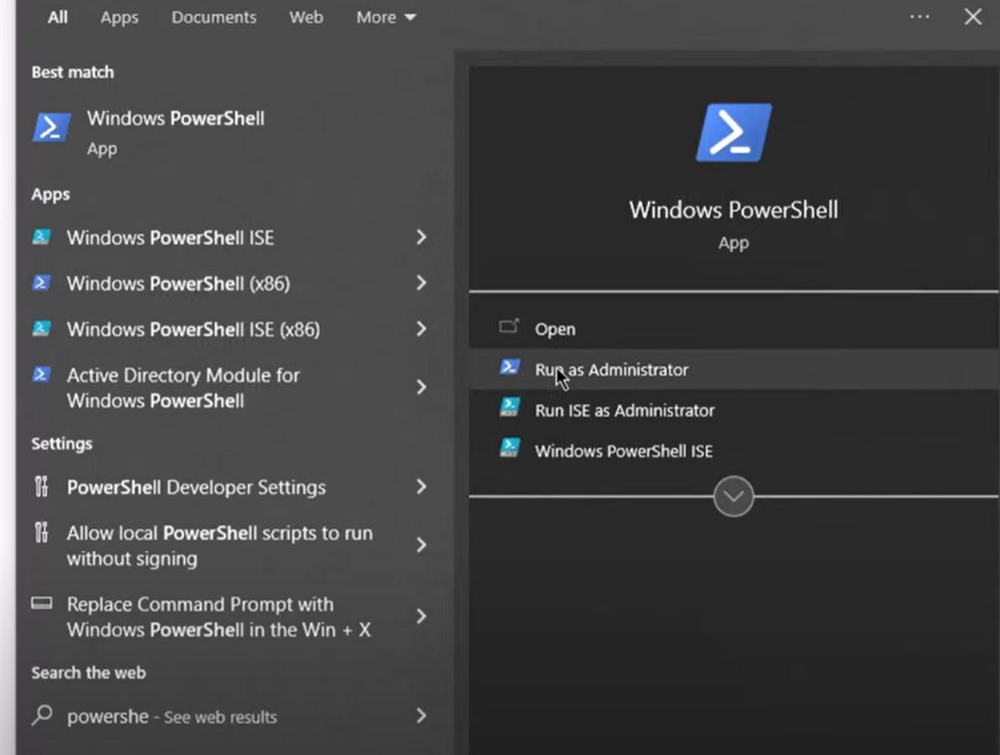 All Apps Documents Web More
Best match
Windows PowerShell
App
Apps
Windows PowerShell ISE
Windows PowerShell (x86)
Windows PowerShell ISE (x86)
Active Directory Module for
Windows PowerShell
Settings
PowerShell Developer Settings
Allow local PowerShell scripts to run
without signing
Replace Command Prompt with
Windows PowerShell in the Win + X
Search the web
powershe - See web results
Windows PowerShell
App
Open
Run as Administrator
Run ISE as Administrator
Windows PowerShell ISE